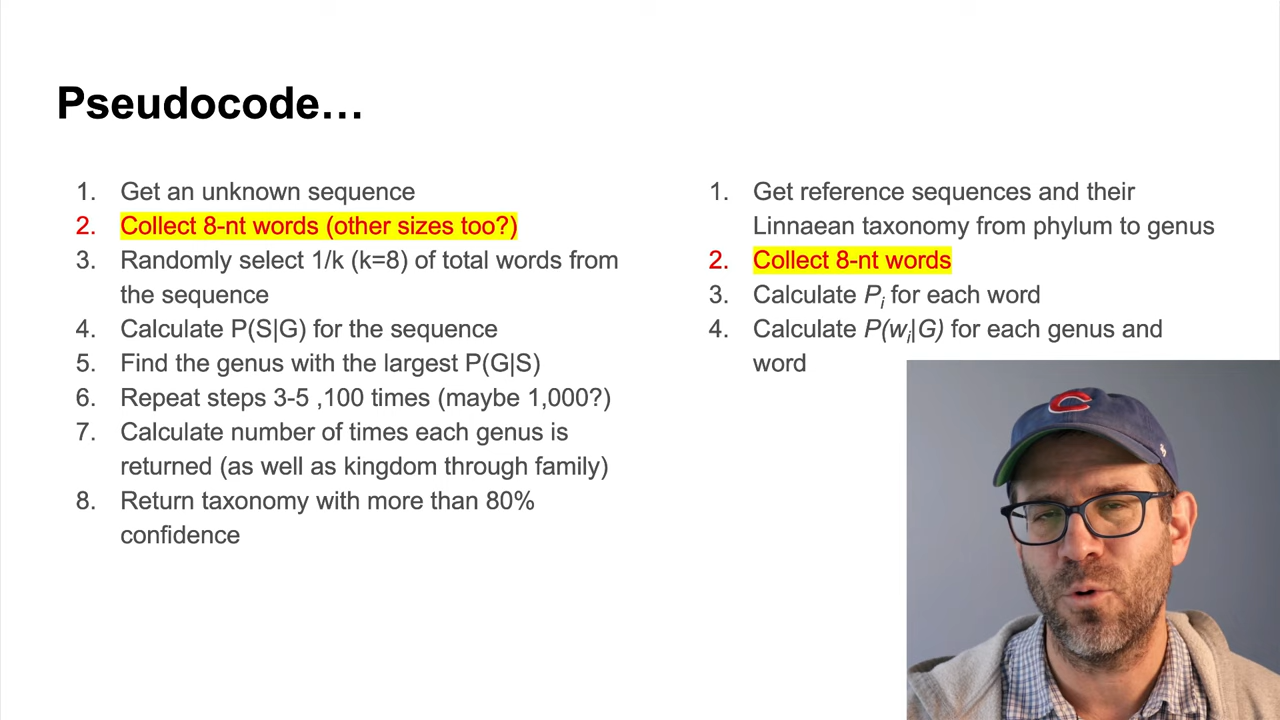 Pseudocode…
1. Get an unknown sequence
2. Collect 8-nt words (other sizes too?)
3. Randomly select 1/k (k=8) of total words from
the sequence
4. Calculate P(S|G) for the sequence
5. Find the genus with the largest P(G|S)
6. Repeat steps 3-5 ,100 times (maybe 1,000?)
7. Calculate number of times each genus is
returned (as well as kingdom through family)
8. Return taxonomy with more than 80%
confidence
1. Get reference sequences and their
Linnaean taxonomy from phylum to genus
2. Collect 8-nt words
3. Calculate Pi for each word
4. Calculate P(wi|G) for each genus and
word
C